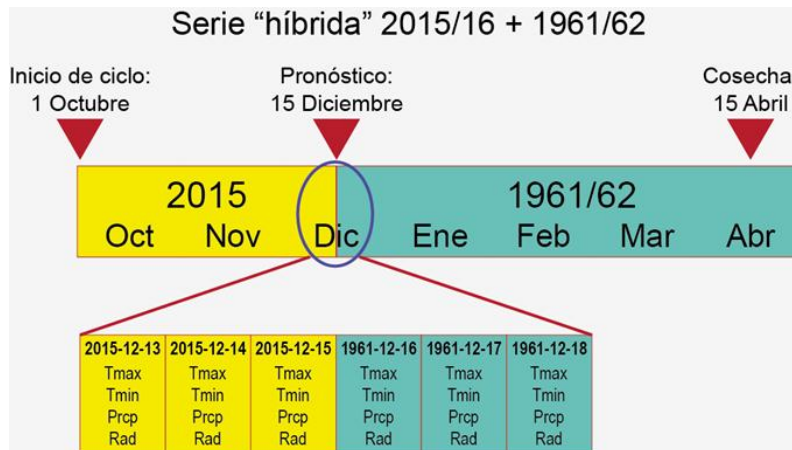 Serie “híbrida” 2015/16 + 1961/62
Inicio de ciclo:
1 Octubre
Pronóstico:
15 Diciembre
Cosecha
15 Abril
2015
1961/62
Oct Nov Dic Ene Feb Mar Abr
2015-12-13 2015-12-14 2015-12-15 1961-12-16 1961-12-17 1961-12-18
Tmax Tmax Tmax Tmax Tmax Tmax
Tmin Tmin Tmin Tmin Tmin Tmin
Prcp Prcp Prcp Prcp Prcp Prcp
Rad Rad Rad Rad Rad Rad